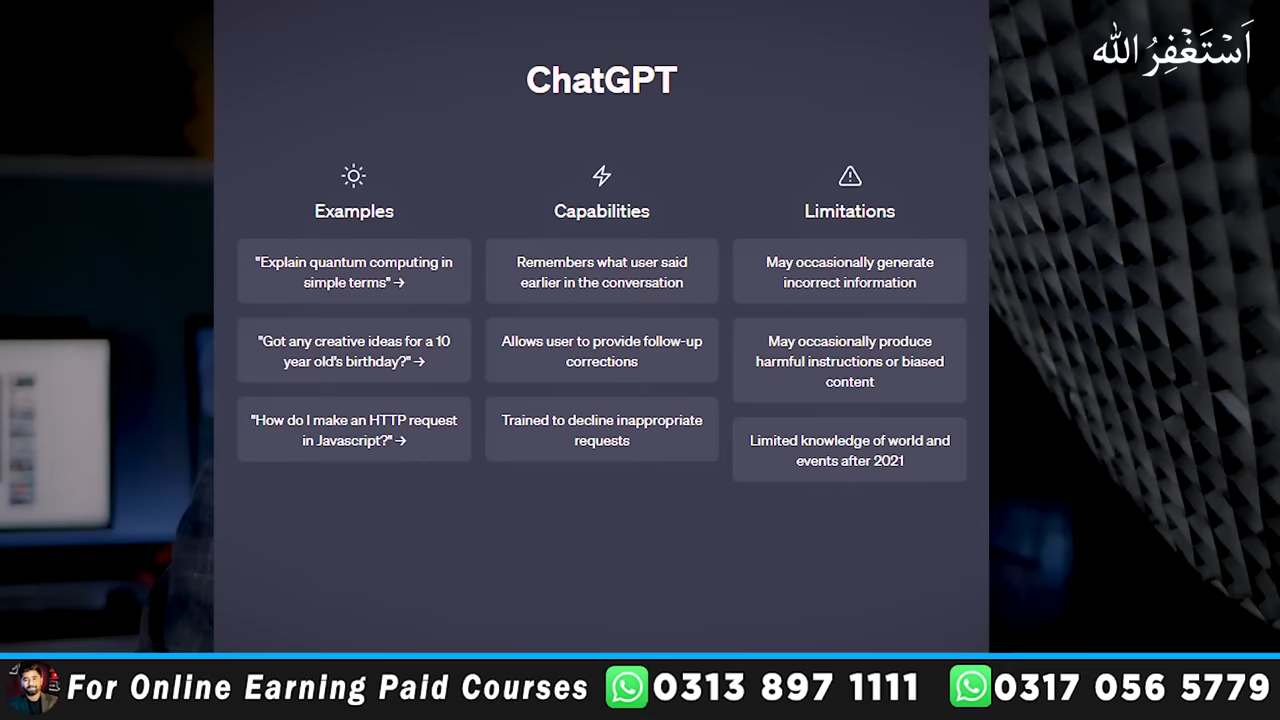 اَسْتَغْفِرُ اللّٰه
ChatGPT
Examples
"Explain quantum computing in
simple terms" →
"Got any creative ideas for a 10
year old's birthday?" →
"How do I make an HTTP request
in Javascript?" →
Capabilities
Remembers what user said
earlier in the conversation
Allows user to provide follow-up
corrections
Trained to decline inappropriate
requests
Limitations
May occasionally generate
incorrect information
May occasionally produce
harmful instructions or biased
content
Limited knowledge of world and
events after 2021
For Online Earning Paid Courses 0313 897 1111 0317 056 5779